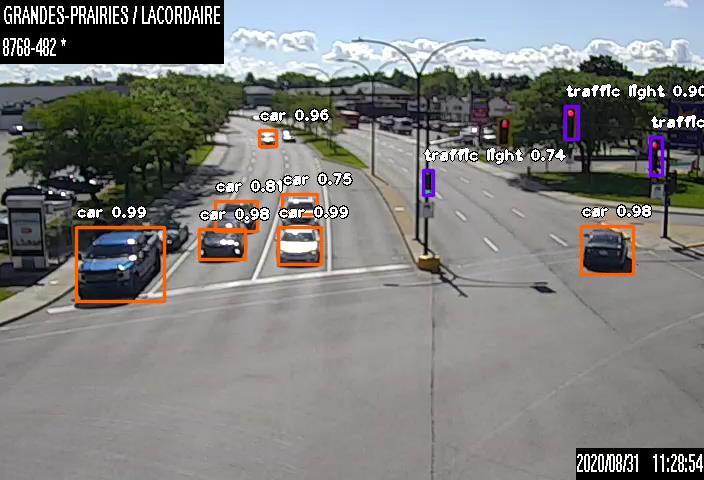 GRANDES-PRAIRIES / LACORDAIRE
8768-482 *
traffic light 0.90
car 0.96
traffic
traffic light 0.74
car 0.81
car 0.75
car 0.99
car 0.98
car 0.99
car 0.98
2020/08/31 11:28:54